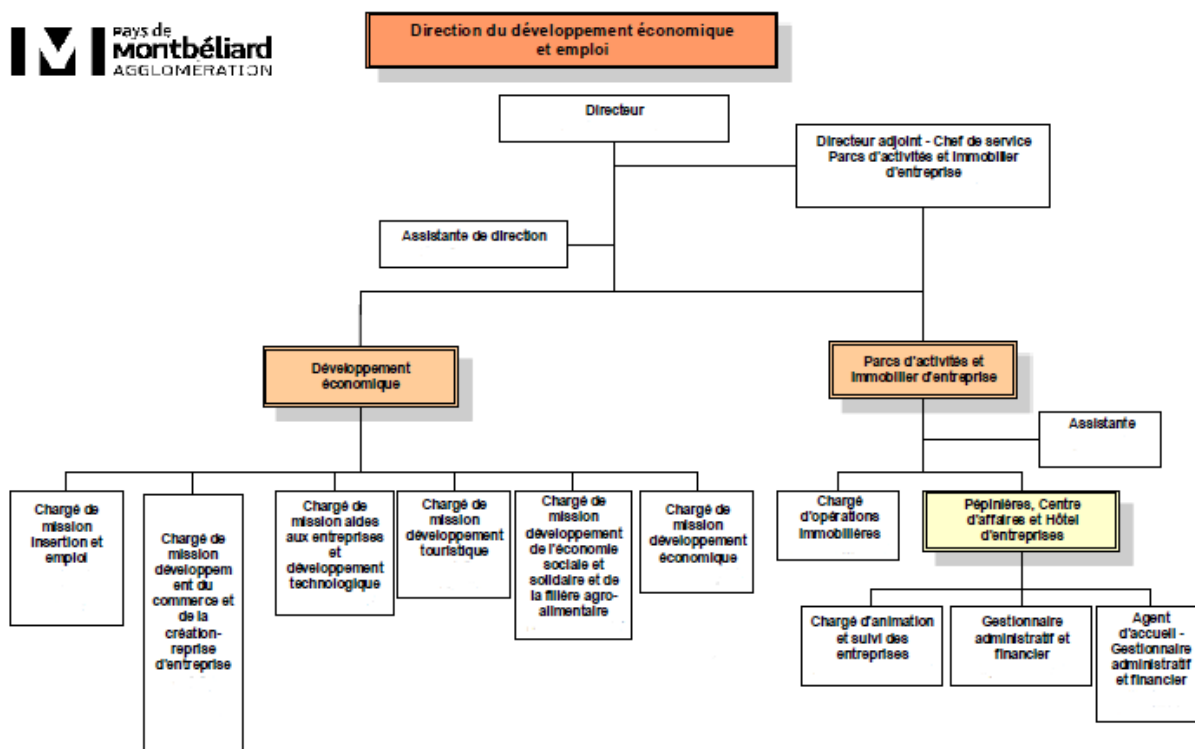 pays de
montbéliard
AGGLOMERATION
Direction du développement économique
et emploi
Directeur
Directeur adjoint - Chef de service
Parcs d'activités et immobilier
d'entreprise
Assistante de direction
Développement
économique
Parcs d'activités et
immobilier d'entreprise
Assistante
Chargé de
mission
insertion et
emploi
Chargé de
mission
développem
ent du
commerce et
de la
création-
reprise
d'entreprise
Chargé de
mission aides
aux entreprises
et
développement
technologique
Chargé de
mission
développement
touristique
Chargé de
mission
développement
de l'économie
sociale et
solidaire et de
la filière agro-
alimentaire
Chargé de
mission
développement
économique
Chargé
d'opérations
immobilières
Pépinières, Centre
d'affaires et Hôtel
d'entreprises
Chargé d'animation
et suivi des
entreprises
Gestionnaire
administratif et
financier
Agent
d'accueil -
Gestionnaire
administratif
et financier